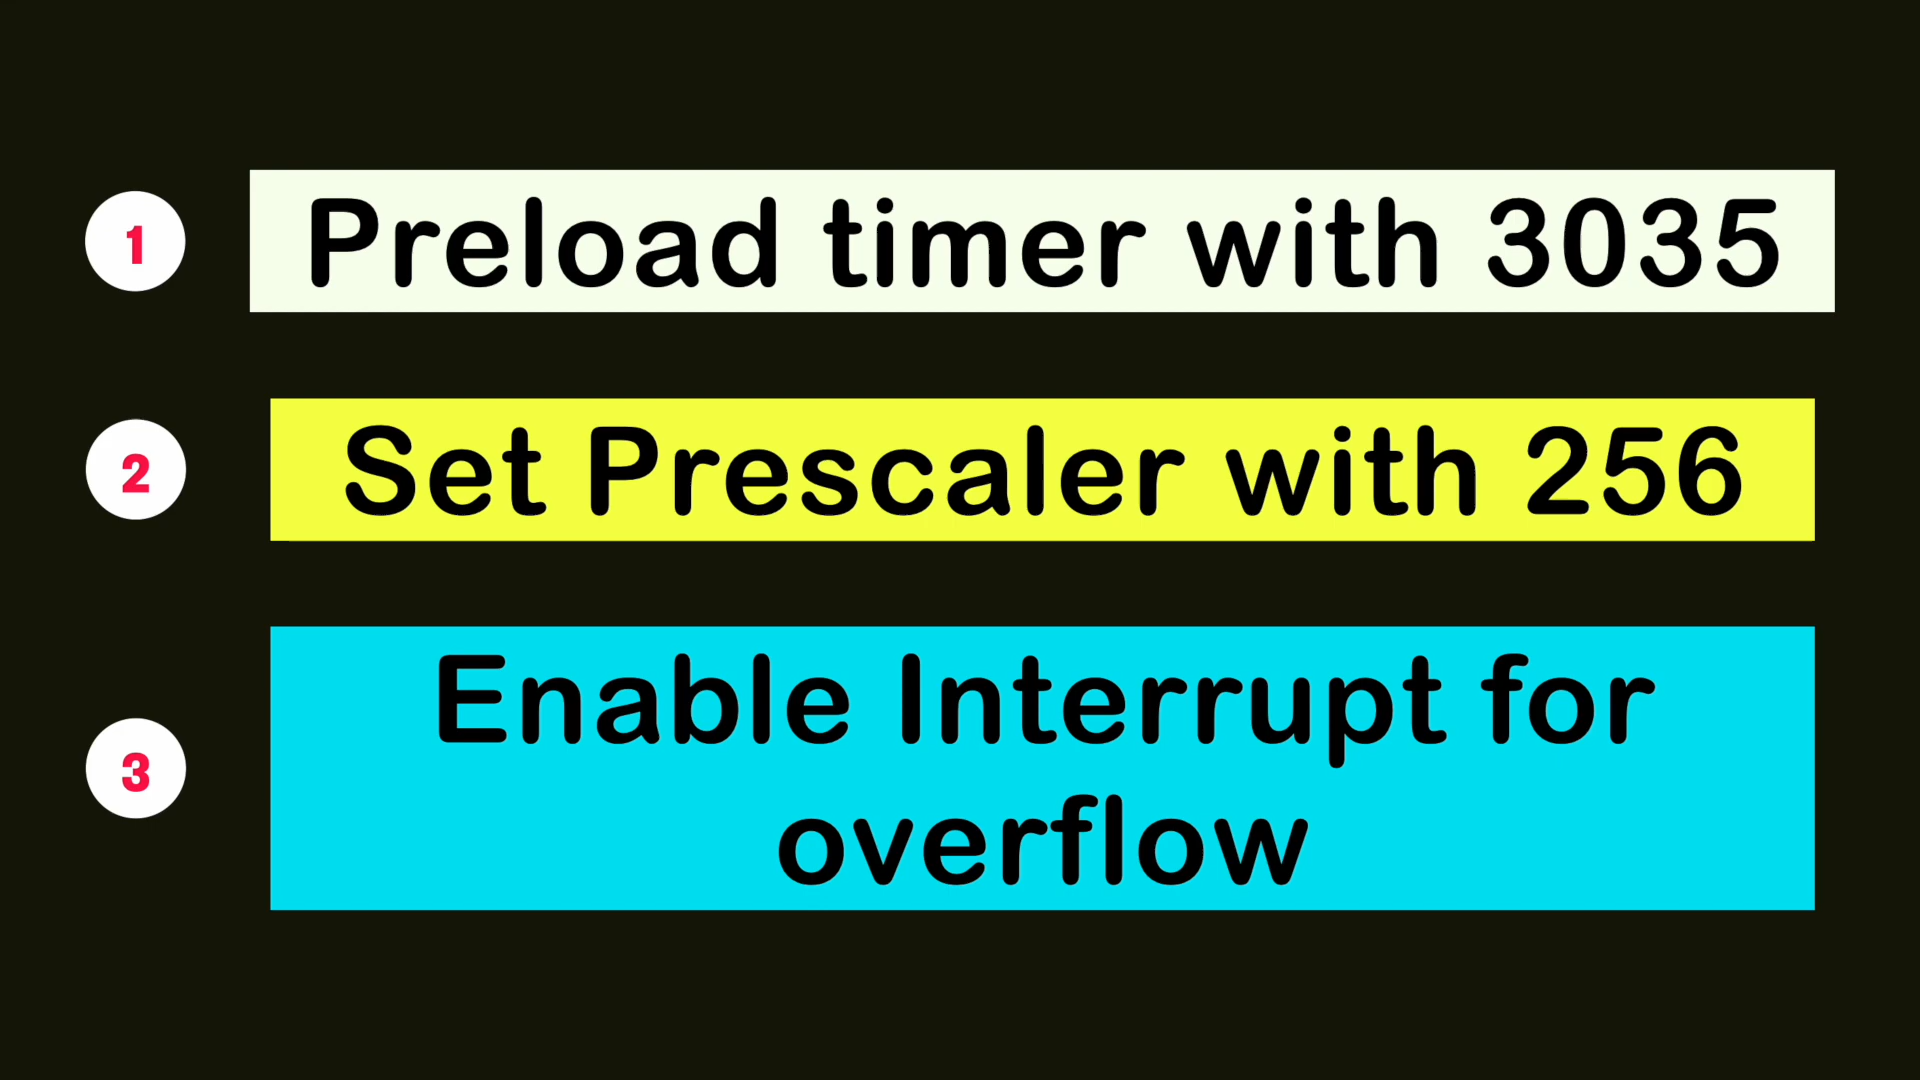 1 Preload timer with 3035
2 Set Prescaler with 256
3 Enable Interrupt for
overflow